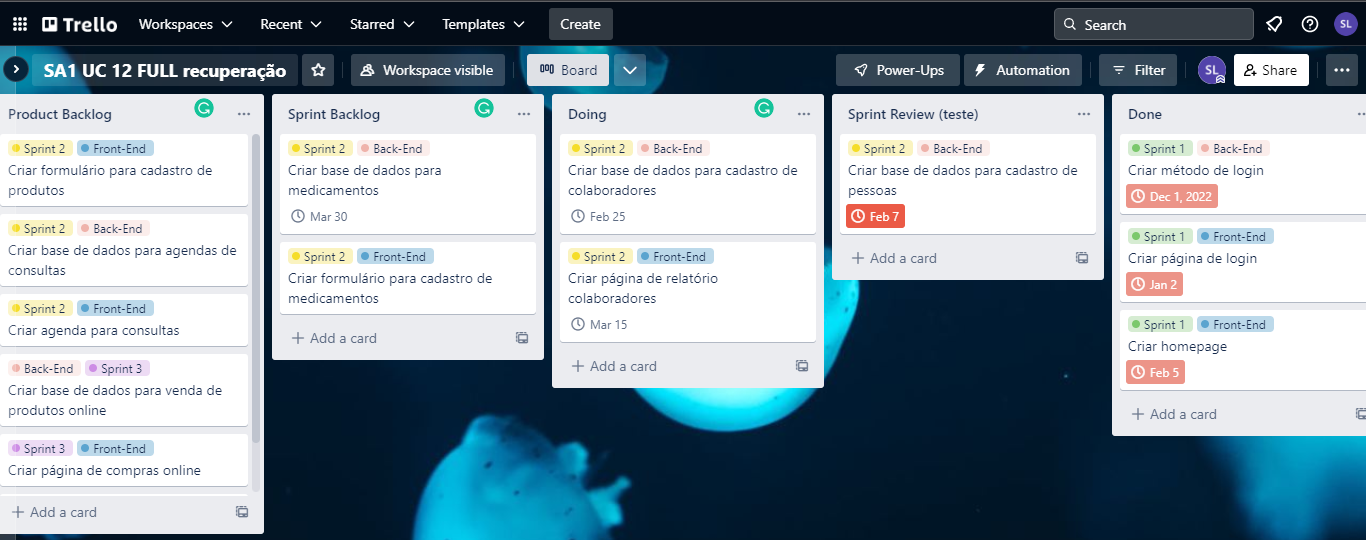 Trello
Workspaces
Recent
Starred
Templates
Create
Search
SL
SA1 UC 12 FULL recuperação
Workspace visible
Board
Power-Ups
Automation
Filter
SL
Share
Product Backlog
Sprint 2
Front-End
Criar formulário para cadastro de
produtos
Sprint 2
Back-End
Criar base de dados para agendas de
consultas
Sprint 2
Front-End
Criar agenda para consultas
Back-End
Sprint 3
Criar base de dados para venda de
produtos online
Sprint 3
Front-End
Criar página de compras online
Add a card
Sprint Backlog
Sprint 2
Back-End
Criar base de dados para
medicamentos
Mar 30
Sprint 2
Front-End
Criar formulário para cadastro de
medicamentos
Add a card
Doing
Sprint 2
Back-End
Criar base de dados para cadastro de
colaboradores
Feb 25
Sprint 2
Front-End
Criar página de relatório
colaboradores
Mar 15
Add a card
Sprint Review (teste)
Sprint 2
Back-End
Criar base de dados para cadastro de
pessoas
Feb 7
Add a card
Done
Sprint 1
Back-End
Criar método de login
Dec 1, 2022
Sprint 1
Front-End
Criar página de login
Jan 2
Sprint 1
Front-End
Criar homepage
Feb 5
Add a card